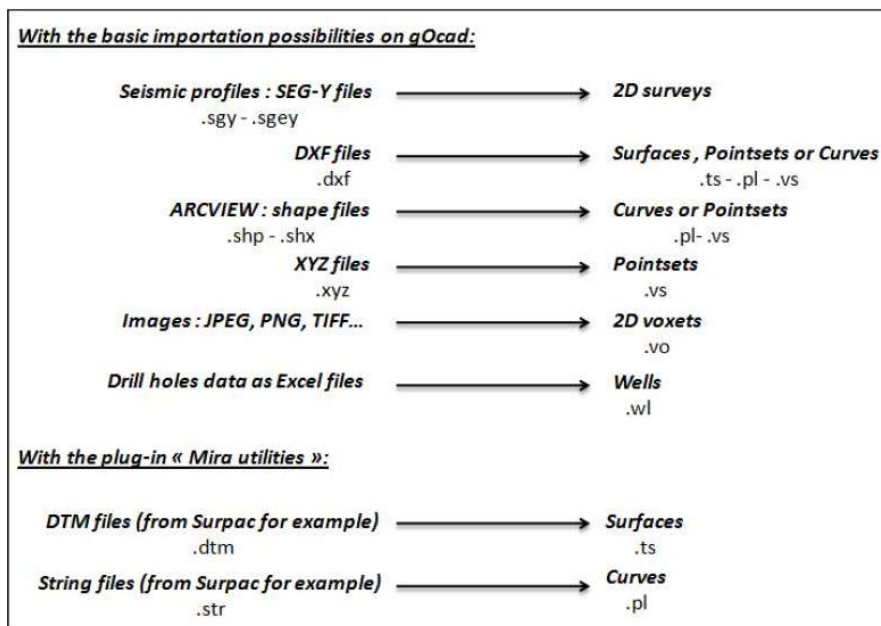 With the basic importation possibilities on gOcad:
Seismic profiles : SEG-Y files 2D surveys
.sgy - .sgey
DXF files Surfaces , Pointsets or Curves
.dxf .ts - .pl - .vs
ARCVIEW : shape files Curves or Pointsets
.shp - .shx .pl- .vs
XYZ files Pointsets
.xyz .vs
Images : JPEG, PNG, TIFF... 2D voxets
.vo
Drill holes data as Excel files Wells
.wl
With the plug-in « Mira utilities »:
DTM files (from Surpac for example) Surfaces
.dtm .ts
String files (from Surpac for example) Curves
.str .pl